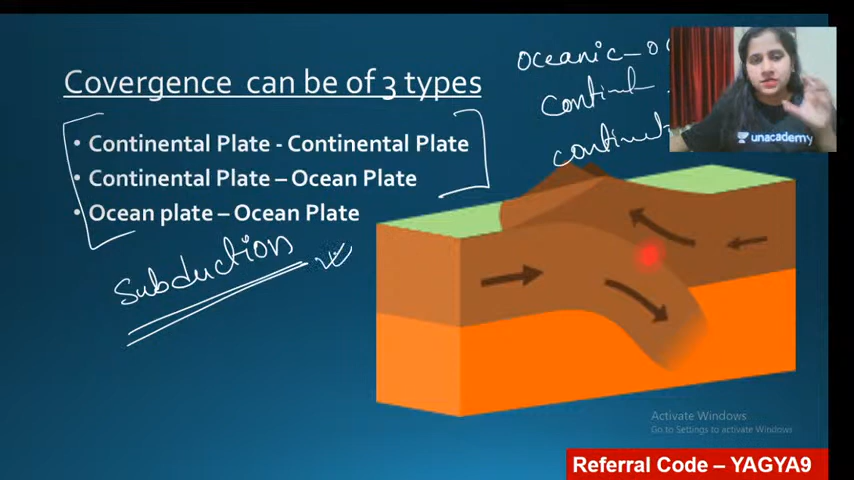 Covergence can be of 3 types
• Continental Plate - Continental Plate
• Continental Plate – Ocean Plate
• Ocean plate – Ocean Plate
Subduction
oceanic-oc
unacademy
Activate Windows
Go to Settings to activate Windows
Referral Code – YAGYA9